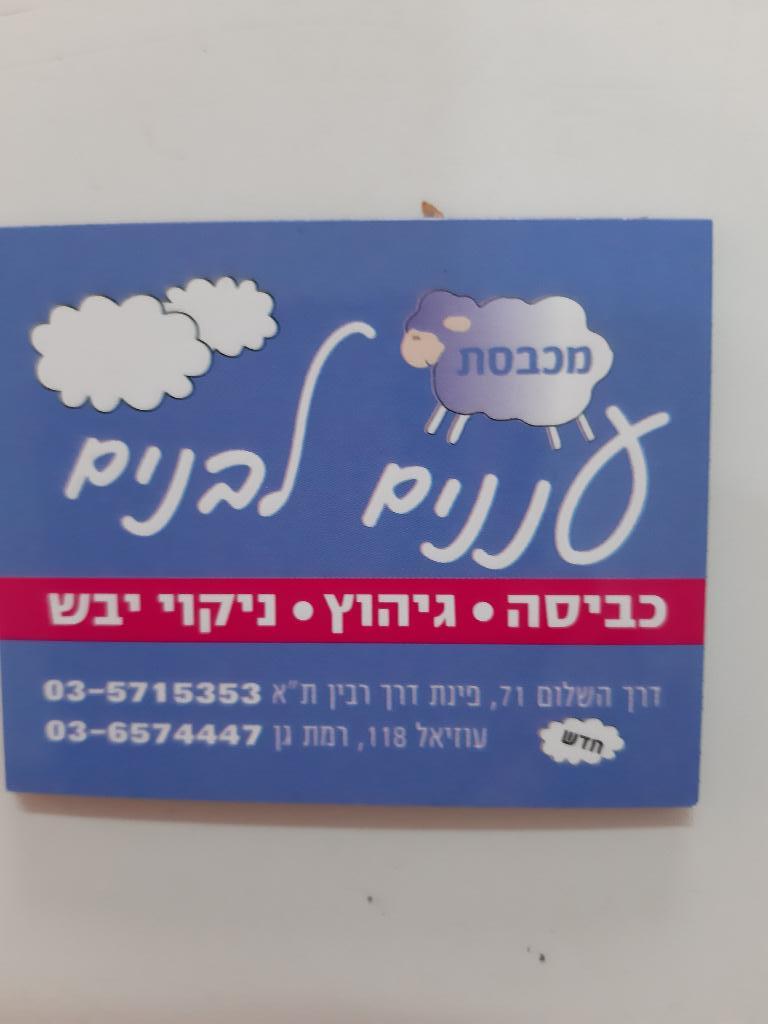 מכבסת
עננים לבנים
כביסה • גיהוץ • ניקוי יבש
דרך השלום 71, פינת דרך רבין ת"א 03-5715353
חדש עוזיאל 118, רמת גן 03-6574447